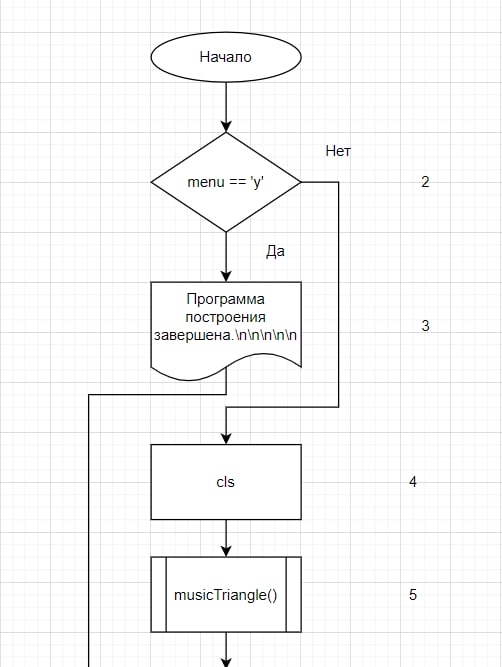 Начало
Нет
menu == 'y'
2
Да
Программа
построения
завершена.\n\n\n\n\n
3
cls
4
musicTriangle()
5